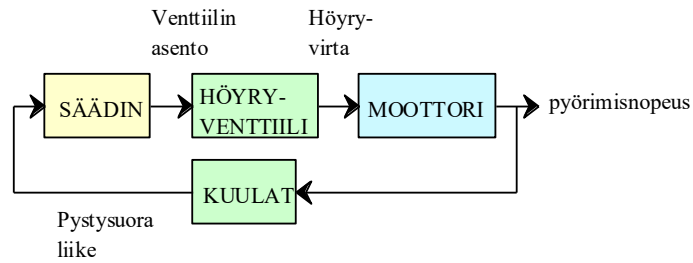 Venttiilin
asento
Höyry-
virta
SÄÄDIN
HÖYRY-
VENTTIILI
MOOTTORI
pyörimisnopeus
KUULAT
Pystysuora
liike